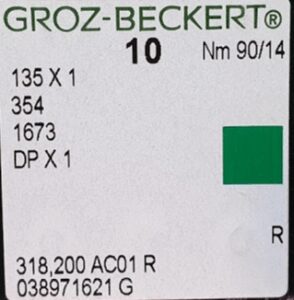 GROZ-BECKERT®
10 Nm 90/14
135 X 1
354
1673
DP X 1
R
318,200 AC01 R
038971621 G